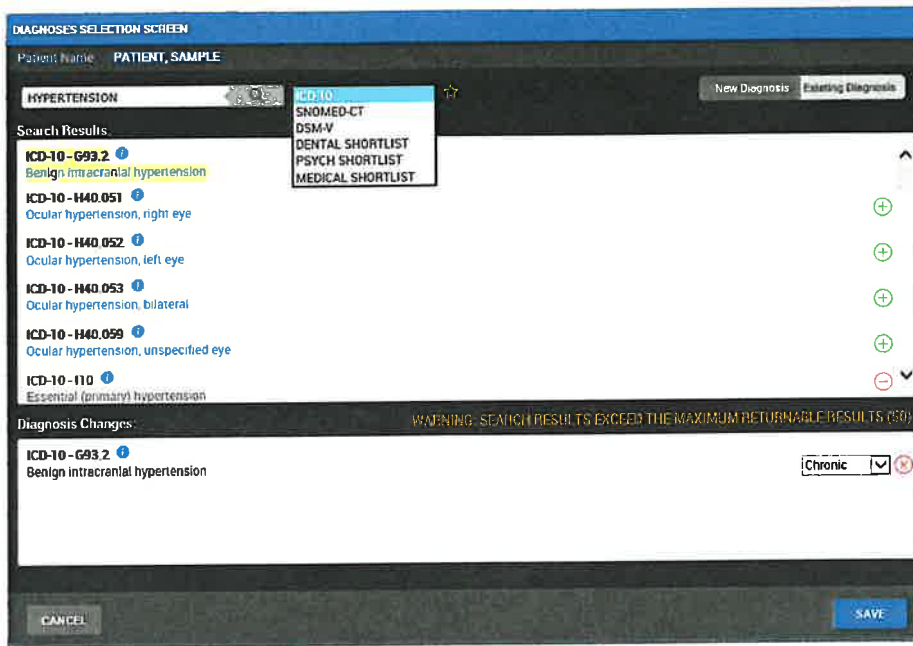 DIAGNOSES SELECTION SCREEN
Patient Name PATIENT, SAMPLE
HYPERTENSION
ICD-10
SNOMED-CT
DSM-V
DENTAL SHORTLIST
PSYCH SHORTLIST
MEDICAL SHORTLIST
New Diagnosis Existing Diagnosis
Search Results:
ICD-10 - G93.2
Benign intracranial hypertension
ICD-10 - H40.051
Ocular hypertension, right eye
ICD-10 - H40.052
Ocular hypertension, left eye
ICD-10 - H40.053
Ocular hypertension, bilateral
ICD-10 - H40.059
Ocular hypertension, unspecified eye
ICD-10 - I10
Essential (primary) hypertension
Diagnosis Changes: WARNING: SEARCH RESULTS EXCEED THE MAXIMUM RETURNABLE RESULTS (50)
ICD-10 - G93.2
Benign intracranial hypertension
Chronic
CANCEL SAVE